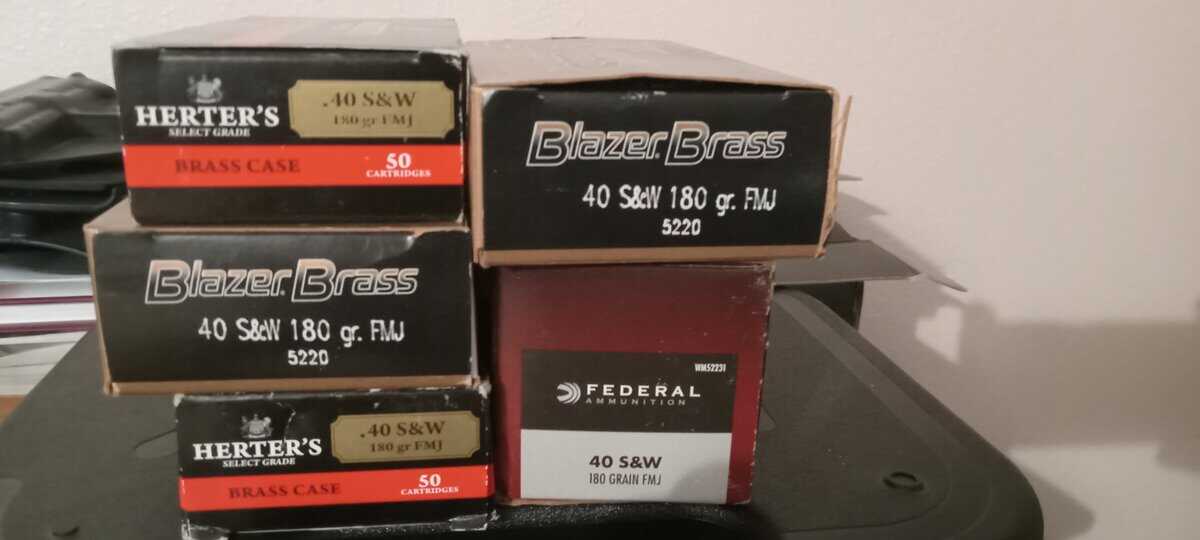 HERTER'S
SELECT GRADE
.40 S&W
180 gr FMJ
BRASS CASE
50
CARTRIDGES
Blazer Brass
40 S&W 180 gr. FMJ
5220
Blazer Brass
40 S&W 180 gr. FMJ
5220
HERTER'S
SELECT GRADE
.40 S&W
180 gr FMJ
BRASS CASE
50
CARTRIDGES
WM52231
FEDERAL
AMMUNITION
40 S&W
180 GRAIN FMJ